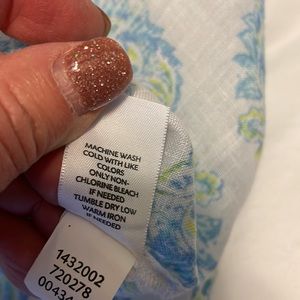 MACHINE WASH
COLD WITH LIKE
COLORS
ONLY NON-
CHLORINE BLEACH
IF NEEDED
TUMBLE DRY LOW
WARM IRON
IF NEEDED
1432002
720278